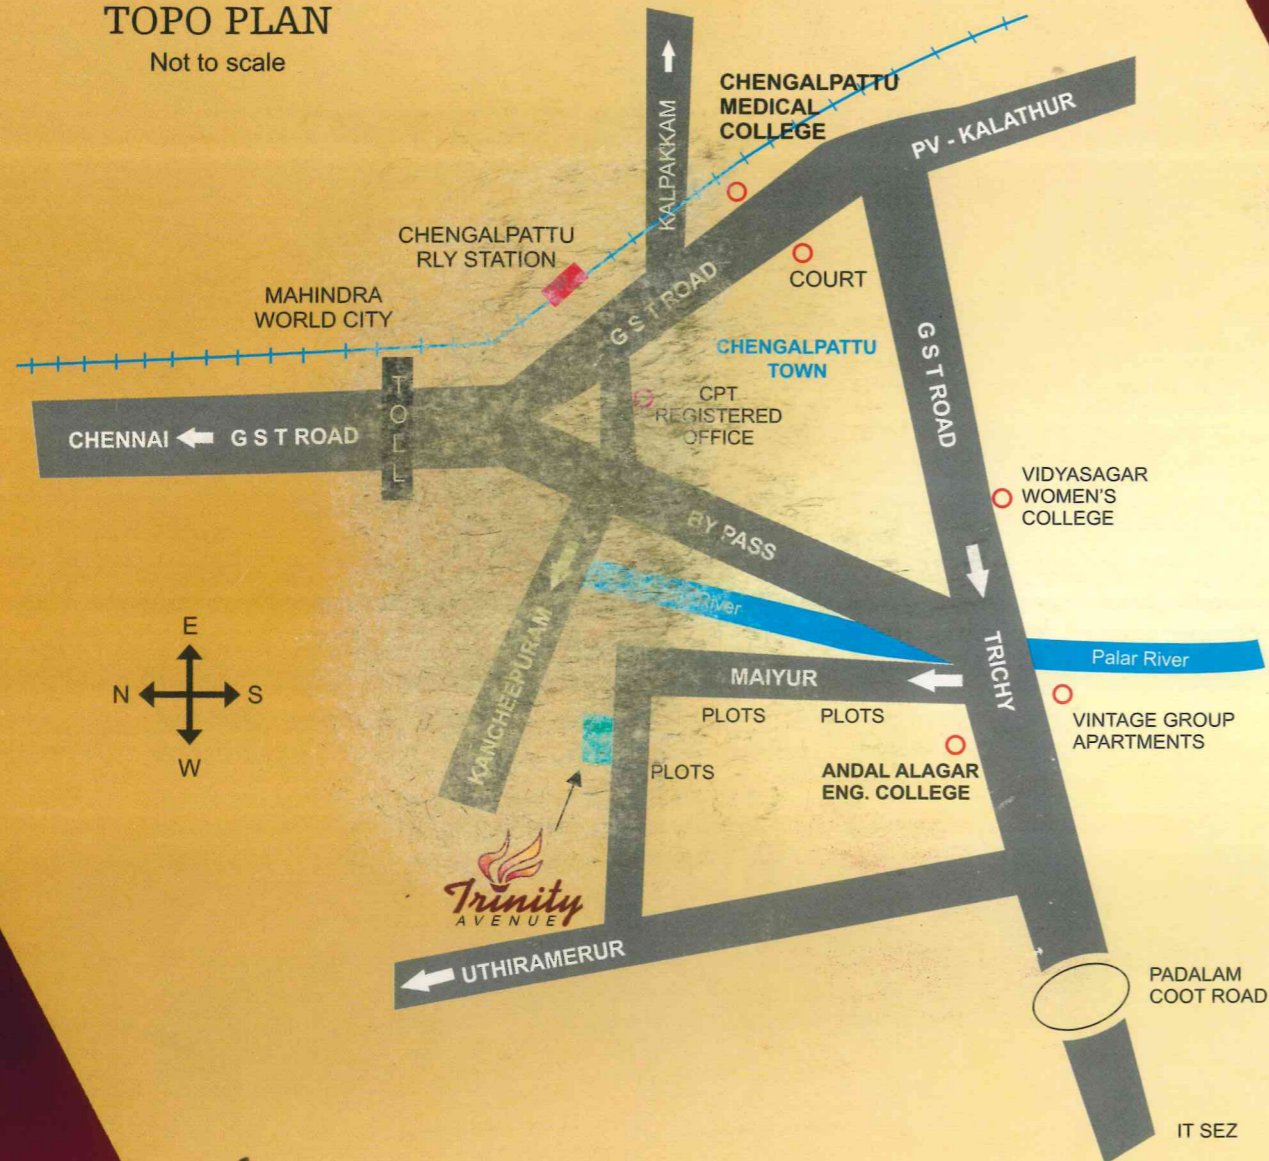 TOPO PLAN
Not to scale
KALPAKKAM
CHENGALPATTU
MEDICAL
COLLEGE
PV - KALATHUR
CHENGALPATTU
RLY STATION
COURT
MAHINDRA
WORLD CITY
G S T ROAD
CHENGALPATTU
TOWN
G S T ROAD
TOLL
CHENNAI
G S T ROAD
CPT
REGISTERED
OFFICE
VIDYASAGAR
WOMEN'S
COLLEGE
BY PASS
River
E
N
S
W
KANCHEEPURAM
TRICHY
Palar River
MAIYUR
PLOTS
PLOTS
VINTAGE GROUP
APARTMENTS
PLOTS
ANDAL ALAGAR
ENG. COLLEGE
Trinity
AVENUE
UTHIRAMERUR
PADALAM
COOT ROAD
IT SEZ